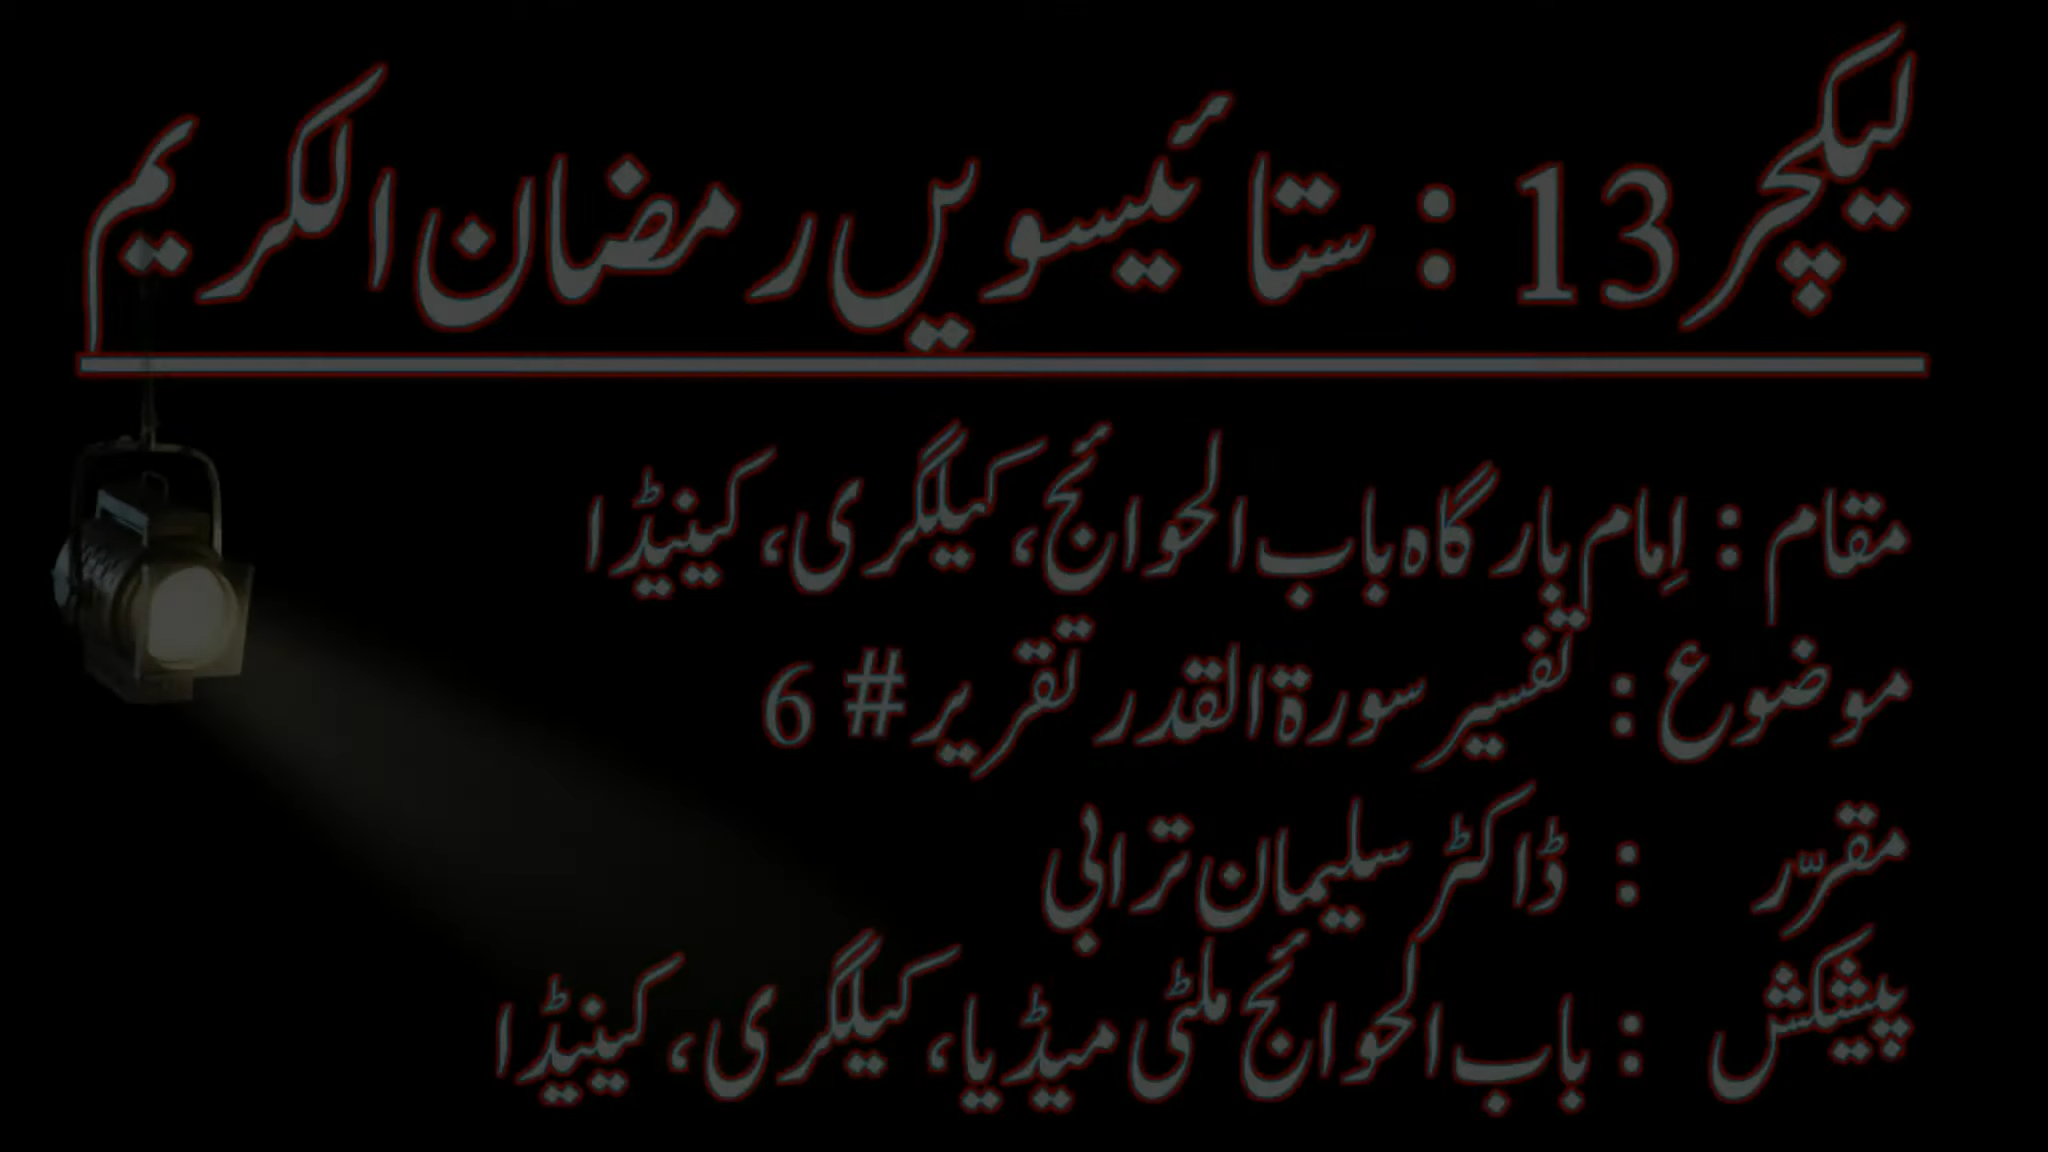 لیکچر 13 : ستائیسویں رمضان الکریم
مقام : اِمام بارگاہ باب الحوائج، کیلگری، کینیڈا
موضوع : تفسیر سورۃ القدر تقریر # 6
مقرّر : ڈاکٹر سلیمان ترابی
پیشکش : باب الحوائج ملٹی میڈیا، کیلگری، کینیڈا